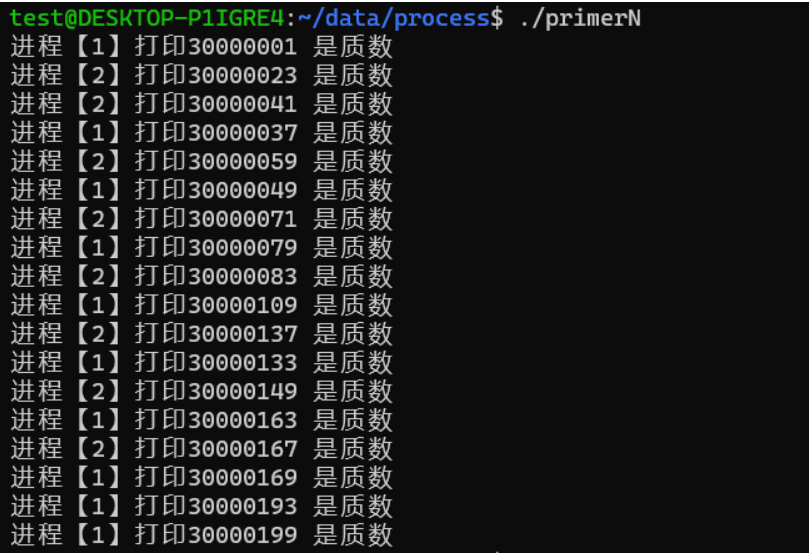 test@DESKTOP-P1IGRE4:~/data/process$ ./primerN
进程【1】打印30000001 是质数
进程【2】打印30000023 是质数
进程【2】打印30000041 是质数
进程【1】打印30000037 是质数
进程【2】打印30000059 是质数
进程【1】打印30000049 是质数
进程【2】打印30000071 是质数
进程【1】打印30000079 是质数
进程【2】打印30000083 是质数
进程【1】打印30000109 是质数
进程【2】打印30000137 是质数
进程【1】打印30000133 是质数
进程【2】打印30000149 是质数
进程【1】打印30000163 是质数
进程【2】打印30000167 是质数
进程【1】打印30000169 是质数
进程【1】打印30000193 是质数
进程【1】打印30000199 是质数